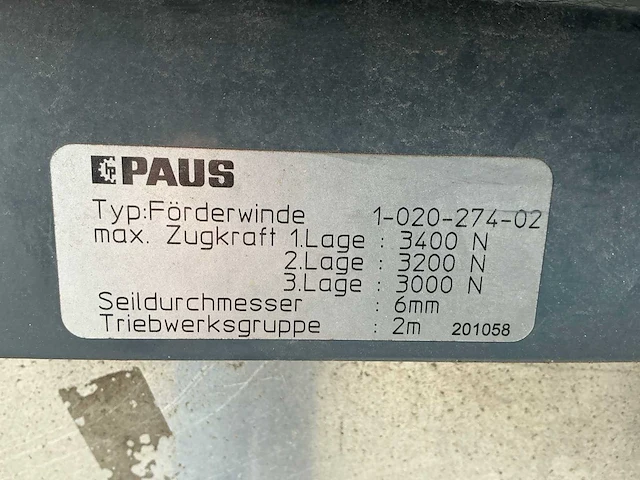 PAUS
Typ:Förderwinde 1-020-274-02
max. Zugkraft 1.Lage : 3400 N
2.Lage : 3200 N
3.Lage : 3000 N
Seildurchmesser : 6mm
Triebwerksgruppe : 2m 201058